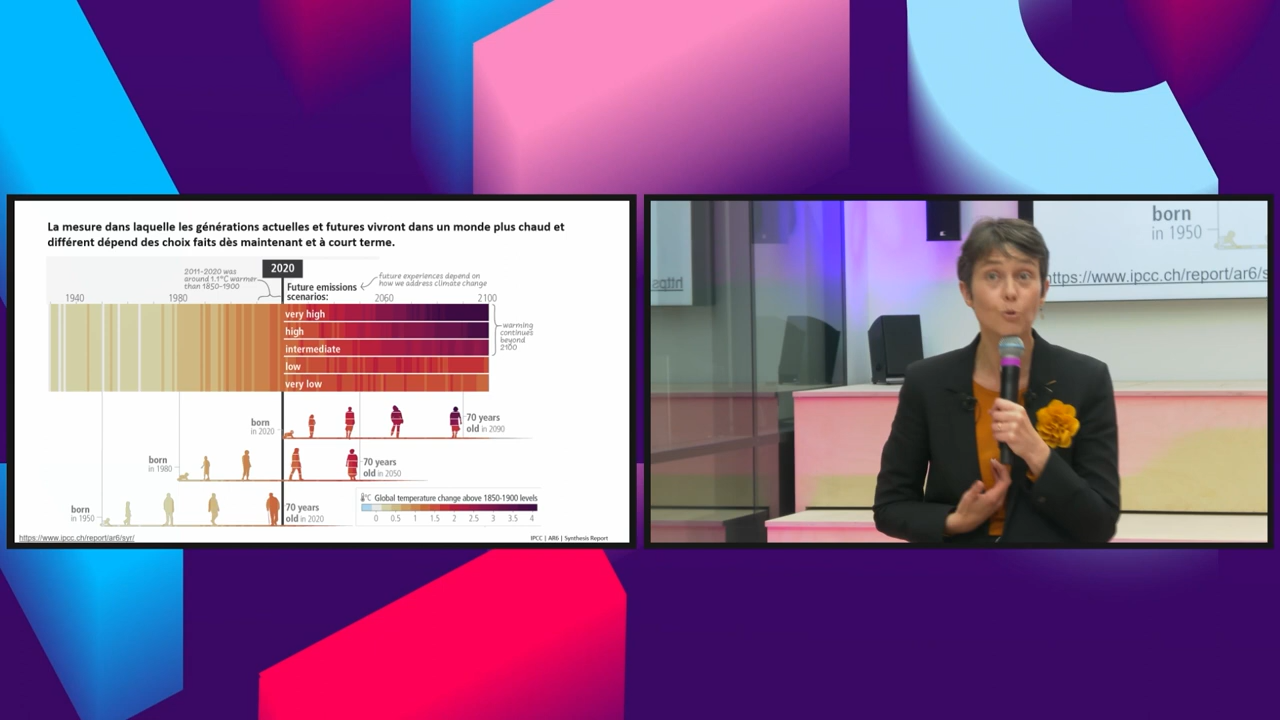 La mesure dans laquelle les générations actuelles et futures vivront dans un monde plus chaud et
différent dépend des choix faits dès maintenant et à court terme.
2020
2011-2020 was
around 1.1°C warmer
than 1850-1900
future experiences depend on
how we address climate change
Future emissions
scenarios:
1940
1980
2060
2100
very high
high
intermediate
low
very low
warming
continues
beyond
2100
born
in 2020
70 years
old in 2090
born
in 1980
70 years
old in 2050
born
in 1950
70 years
old in 2020
°C Global temperature change above 1850-1900 levels
0 0.5 1 1.5 2 2.5 3 3.5 4
https://www.ipcc.ch/report/ar6/syr/
IPCC | AR6 | Synthesis Report
born
in 1950
https://www.ipcc.ch/report/ar6/s
https